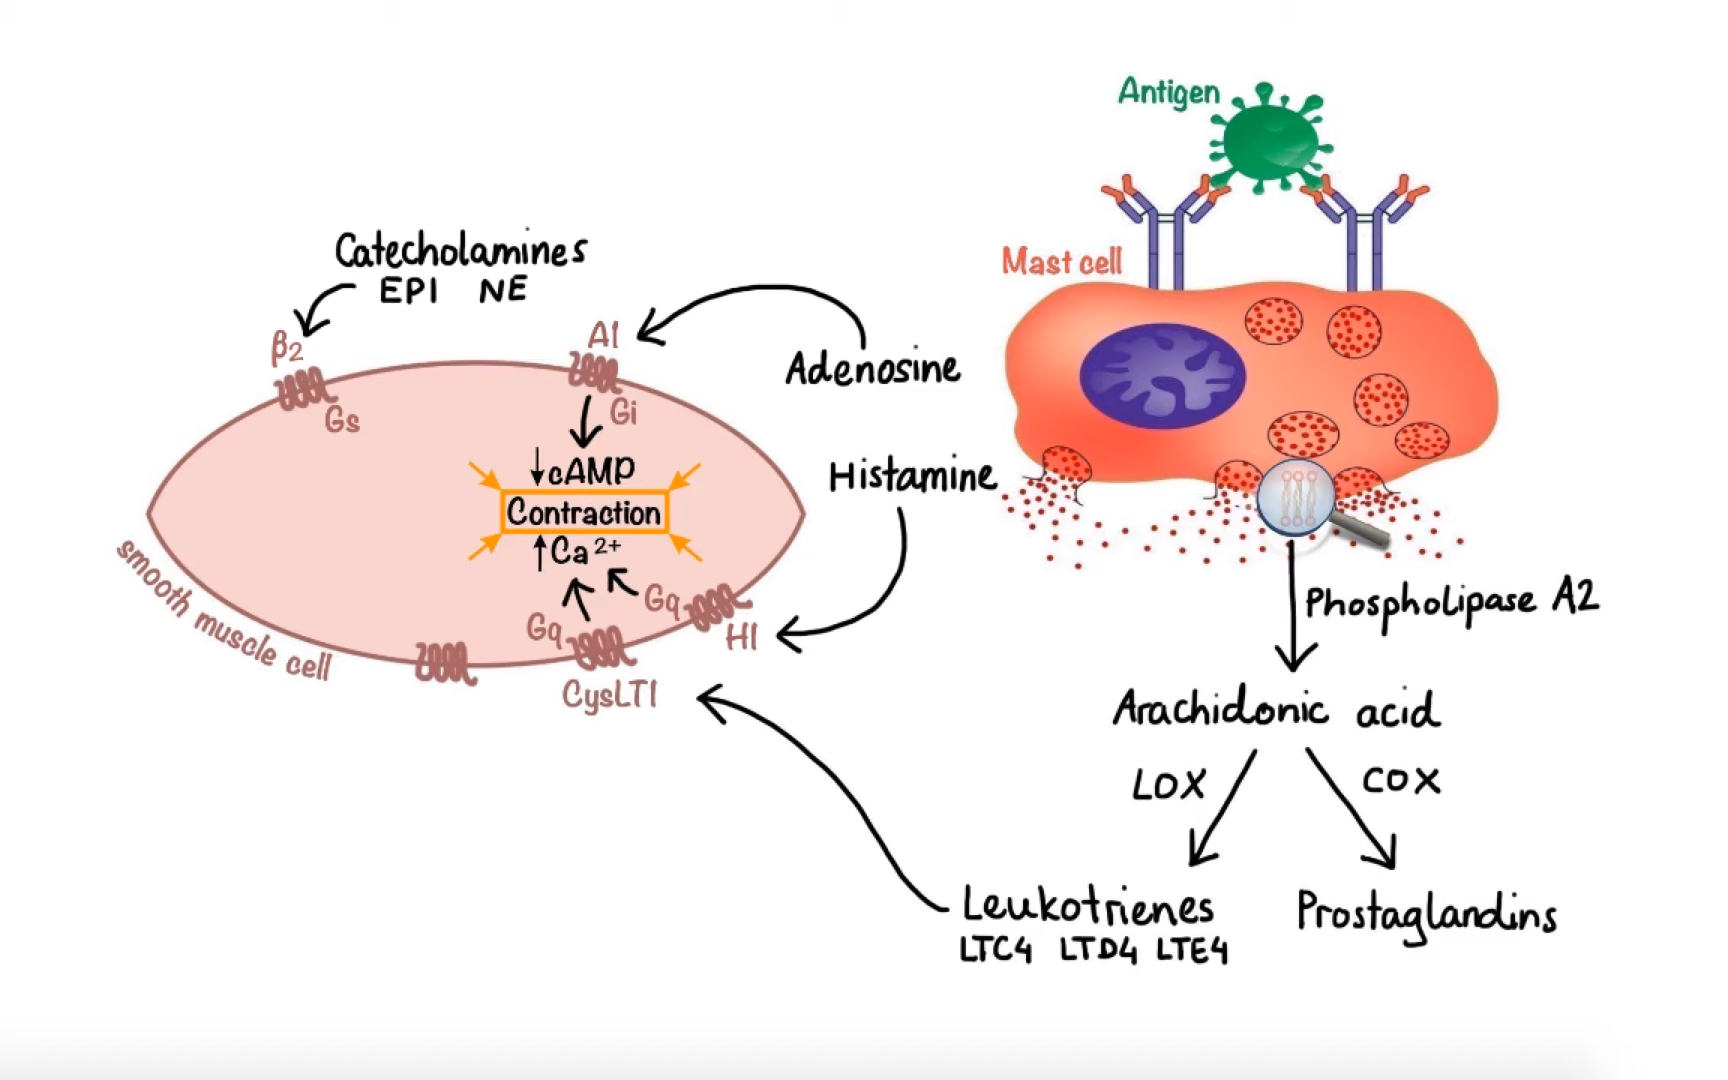 Antigen
Mast cell
Catecholamines
EPI NE
β2
Gs
A1
Gi
Adenosine
↓cAMP
Contraction
↑Ca2+
Histamine
Gq
H1
Gq
CysLT1
smooth muscle cell
Phospholipase A2
Arachidonic acid
LOX
COX
Leukotrienes
LTC4 LTD4 LTE4
Prostaglandins